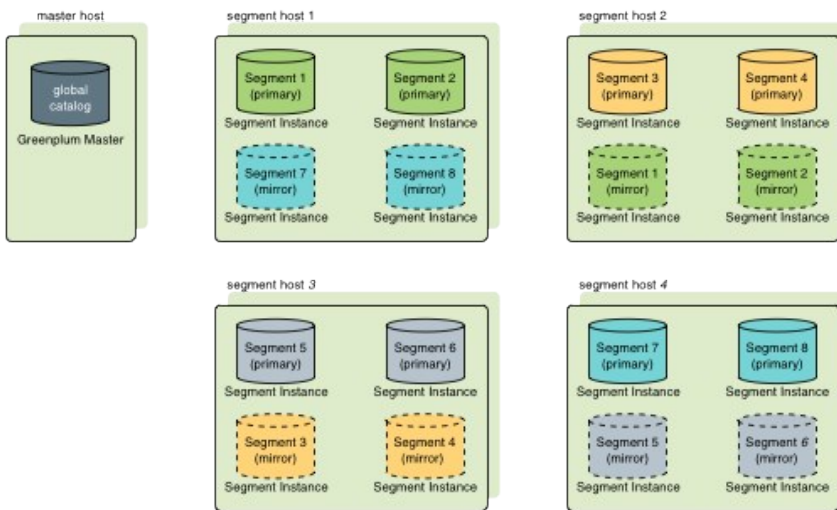 master host
global
catalog
Greenplum Master
segment host 1
Segment 1
(primary)
Segment Instance
Segment 2
(primary)
Segment Instance
Segment 7
(mirror)
Segment Instance
Segment 8
(mirror)
Segment Instance
segment host 2
Segment 3
(primary)
Segment Instance
Segment 4
(primary)
Segment Instance
Segment 1
(mirror)
Segment Instance
Segment 2
(mirror)
Segment Instance
segment host 3
Segment 5
(primary)
Segment Instance
Segment 6
(primary)
Segment Instance
Segment 3
(mirror)
Segment Instance
Segment 4
(mirror)
Segment Instance
segment host 4
Segment 7
(primary)
Segment Instance
Segment 8
(primary)
Segment Instance
Segment 5
(mirror)
Segment Instance
Segment 6
(mirror)
Segment Instance